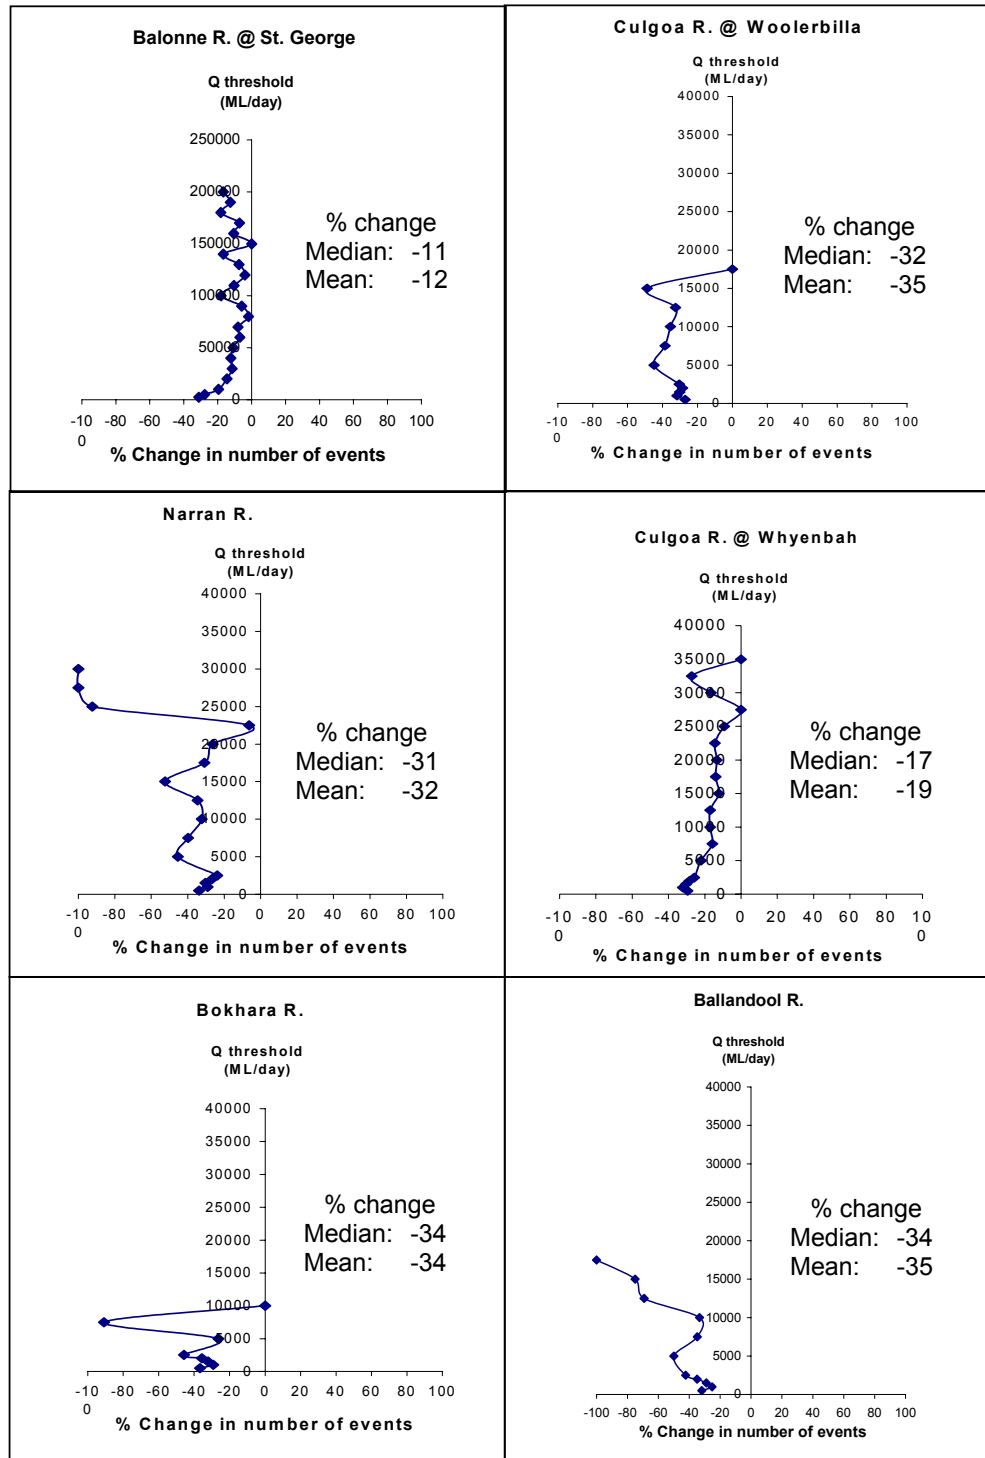 Balonne R. @ St. George
Q threshold
(ML/day)
250000
200000
150000
100000
50000
0
-10
0
-80
-60
-40
-20
0
20
40
60
80
100
% Change in number of events
% change
Median: -11
Mean: -12
Culgoa R. @ Woolerbilla
Q threshold
(ML/day)
40000
35000
30000
25000
20000
15000
10000
5000
0
-10
0
-80
-60
-40
-20
0
20
40
60
80
100
% Change in number of events
% change
Median: -32
Mean: -35
Narran R.
Q threshold
(ML/day)
40000
35000
30000
25000
20000
15000
10000
5000
0
-10
0
-80
-60
-40
-20
0
20
40
60
80
100
% Change in number of events
% change
Median: -31
Mean: -32
Culgoa R. @ Whyenbah
Q threshold
(ML/day)
40000
35000
30000
25000
20000
15000
10000
5000
0
-10
0
-80
-60
-40
-20
0
20
40
60
80
10
0
% Change in number of events
% change
Median: -17
Mean: -19
Bokhara R.
Q threshold
(ML/day)
40000
35000
30000
25000
20000
15000
10000
5000
0
-10
0
-80
-60
-40
-20
0
20
40
60
80
100
% Change in number of events
% change
Median: -34
Mean: -34
Ballandool R.
Q threshold
(ML/day)
40000
35000
30000
25000
20000
15000
10000
5000
0
-100
-80
-60
-40
-20
0
20
40
60
80
100
% Change in number of events
% change
Median: -34
Mean: -35